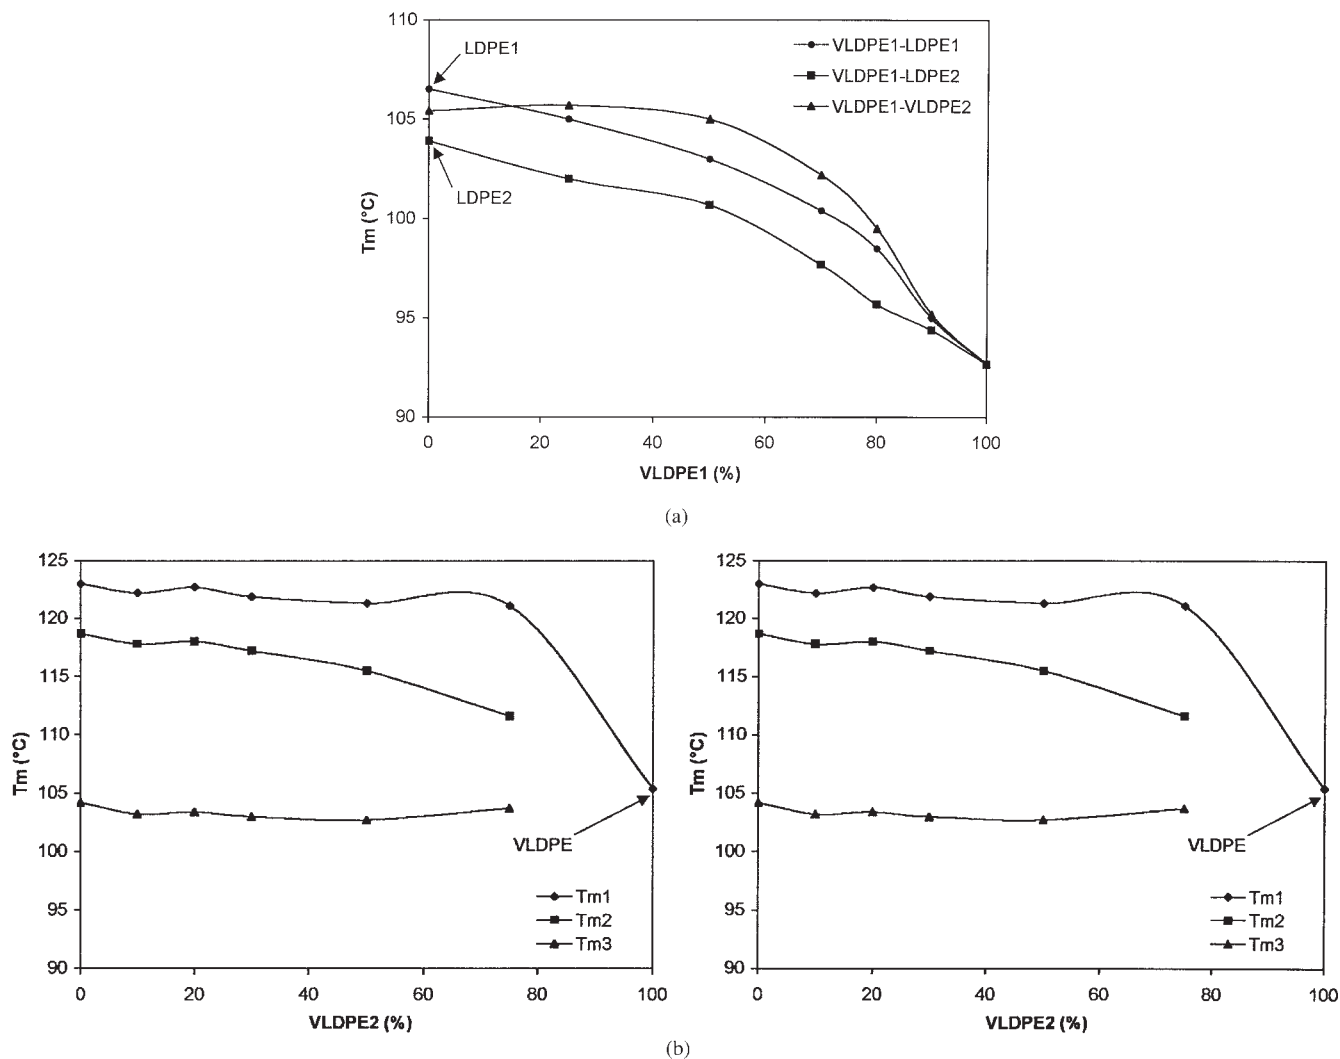 110
LDPE1
VLDPE1-LDPE1
VLDPE1-LDPE2
VLDPE1-VLDPE2
105
LDPE2
Tm (°C)
100
95
90
0 20 40 60 80 100
VLDPE1 (%)
(a)
125
120
115
110
Tm (°C)
105
VLDPE
100
Tm1
95
Tm2
Tm3
90
0 20 40 60 80 100
VLDPE2 (%)
125
120
115
110
Tm (°C)
105
VLDPE
100
Tm1
95
Tm2
Tm3
90
0 20 40 60 80 100
VLDPE2 (%)
(b)